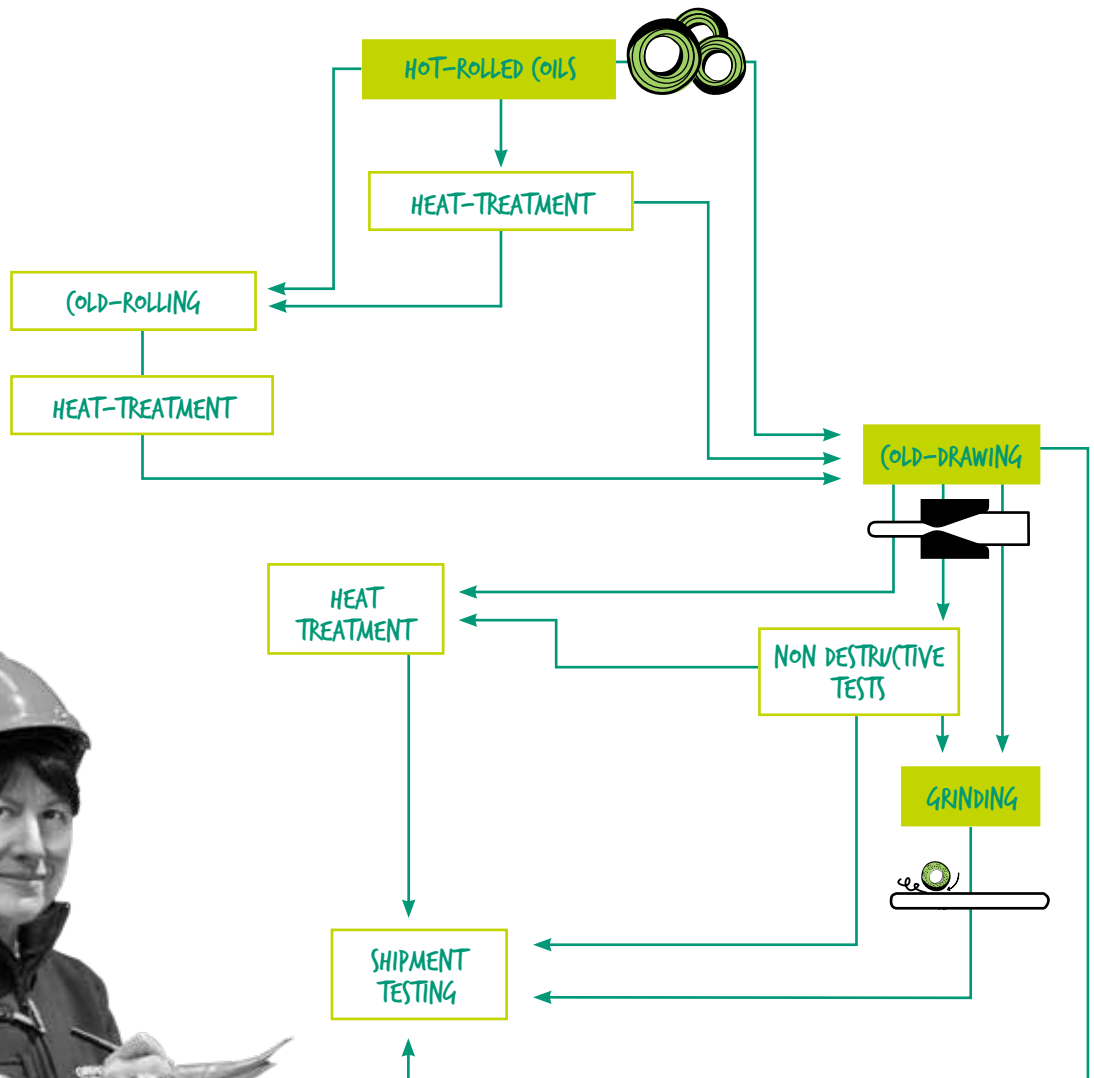 HOT-ROLLED COILS
HEAT-TREATMENT
COLD-ROLLING
HEAT-TREATMENT
COLD-DRAWING
HEAT
TREATMENT
NON DESTRUCTIVE
TESTS
GRINDING
SHIPMENT
TESTING